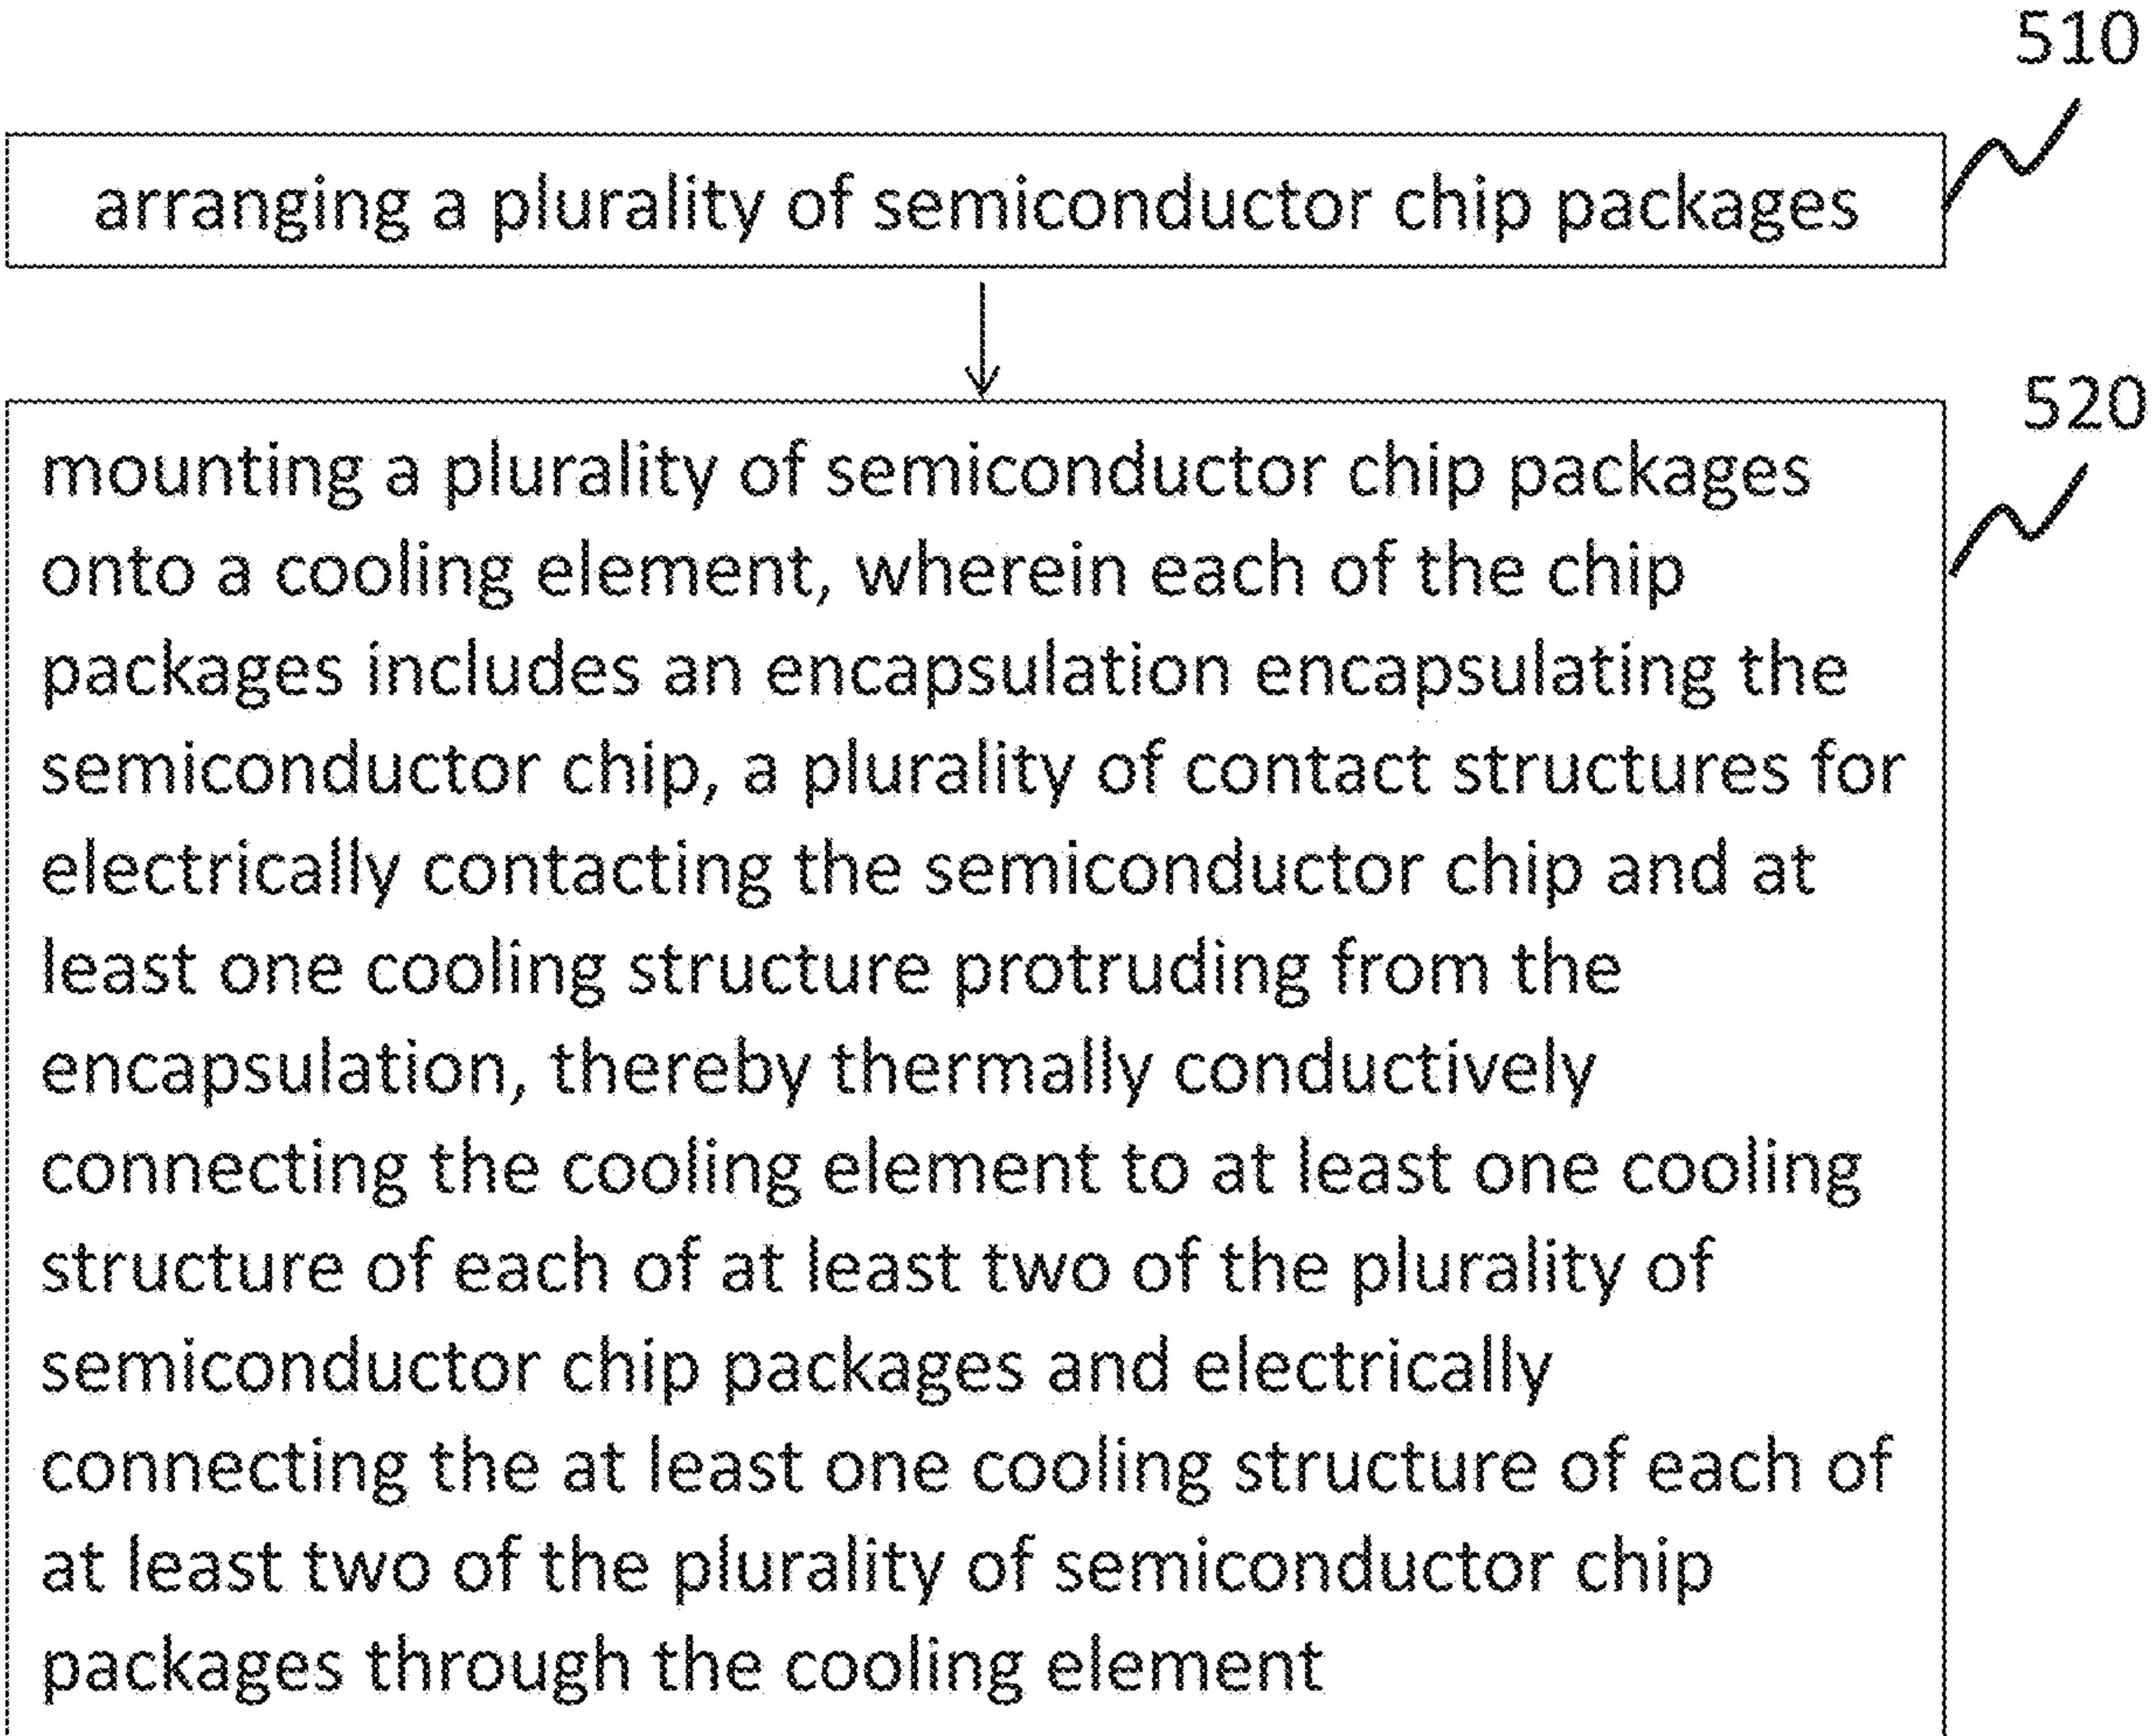 510
arranging a plurality of semiconductor chip packages
520
mounting a plurality of semiconductor chip packages
onto a cooling element, wherein each of the chip
packages includes an encapsulation encapsulating the
semiconductor chip, a plurality of contact structures for
electrically contacting the semiconductor chip and at
least one cooling structure protruding from the
encapsulation, thereby thermally conductively
connecting the cooling element to at least one cooling
structure of each of at least two of the plurality of
semiconductor chip packages and electrically
connecting the at least one cooling structure of each of
at least two of the plurality of semiconductor chip
packages through the cooling element